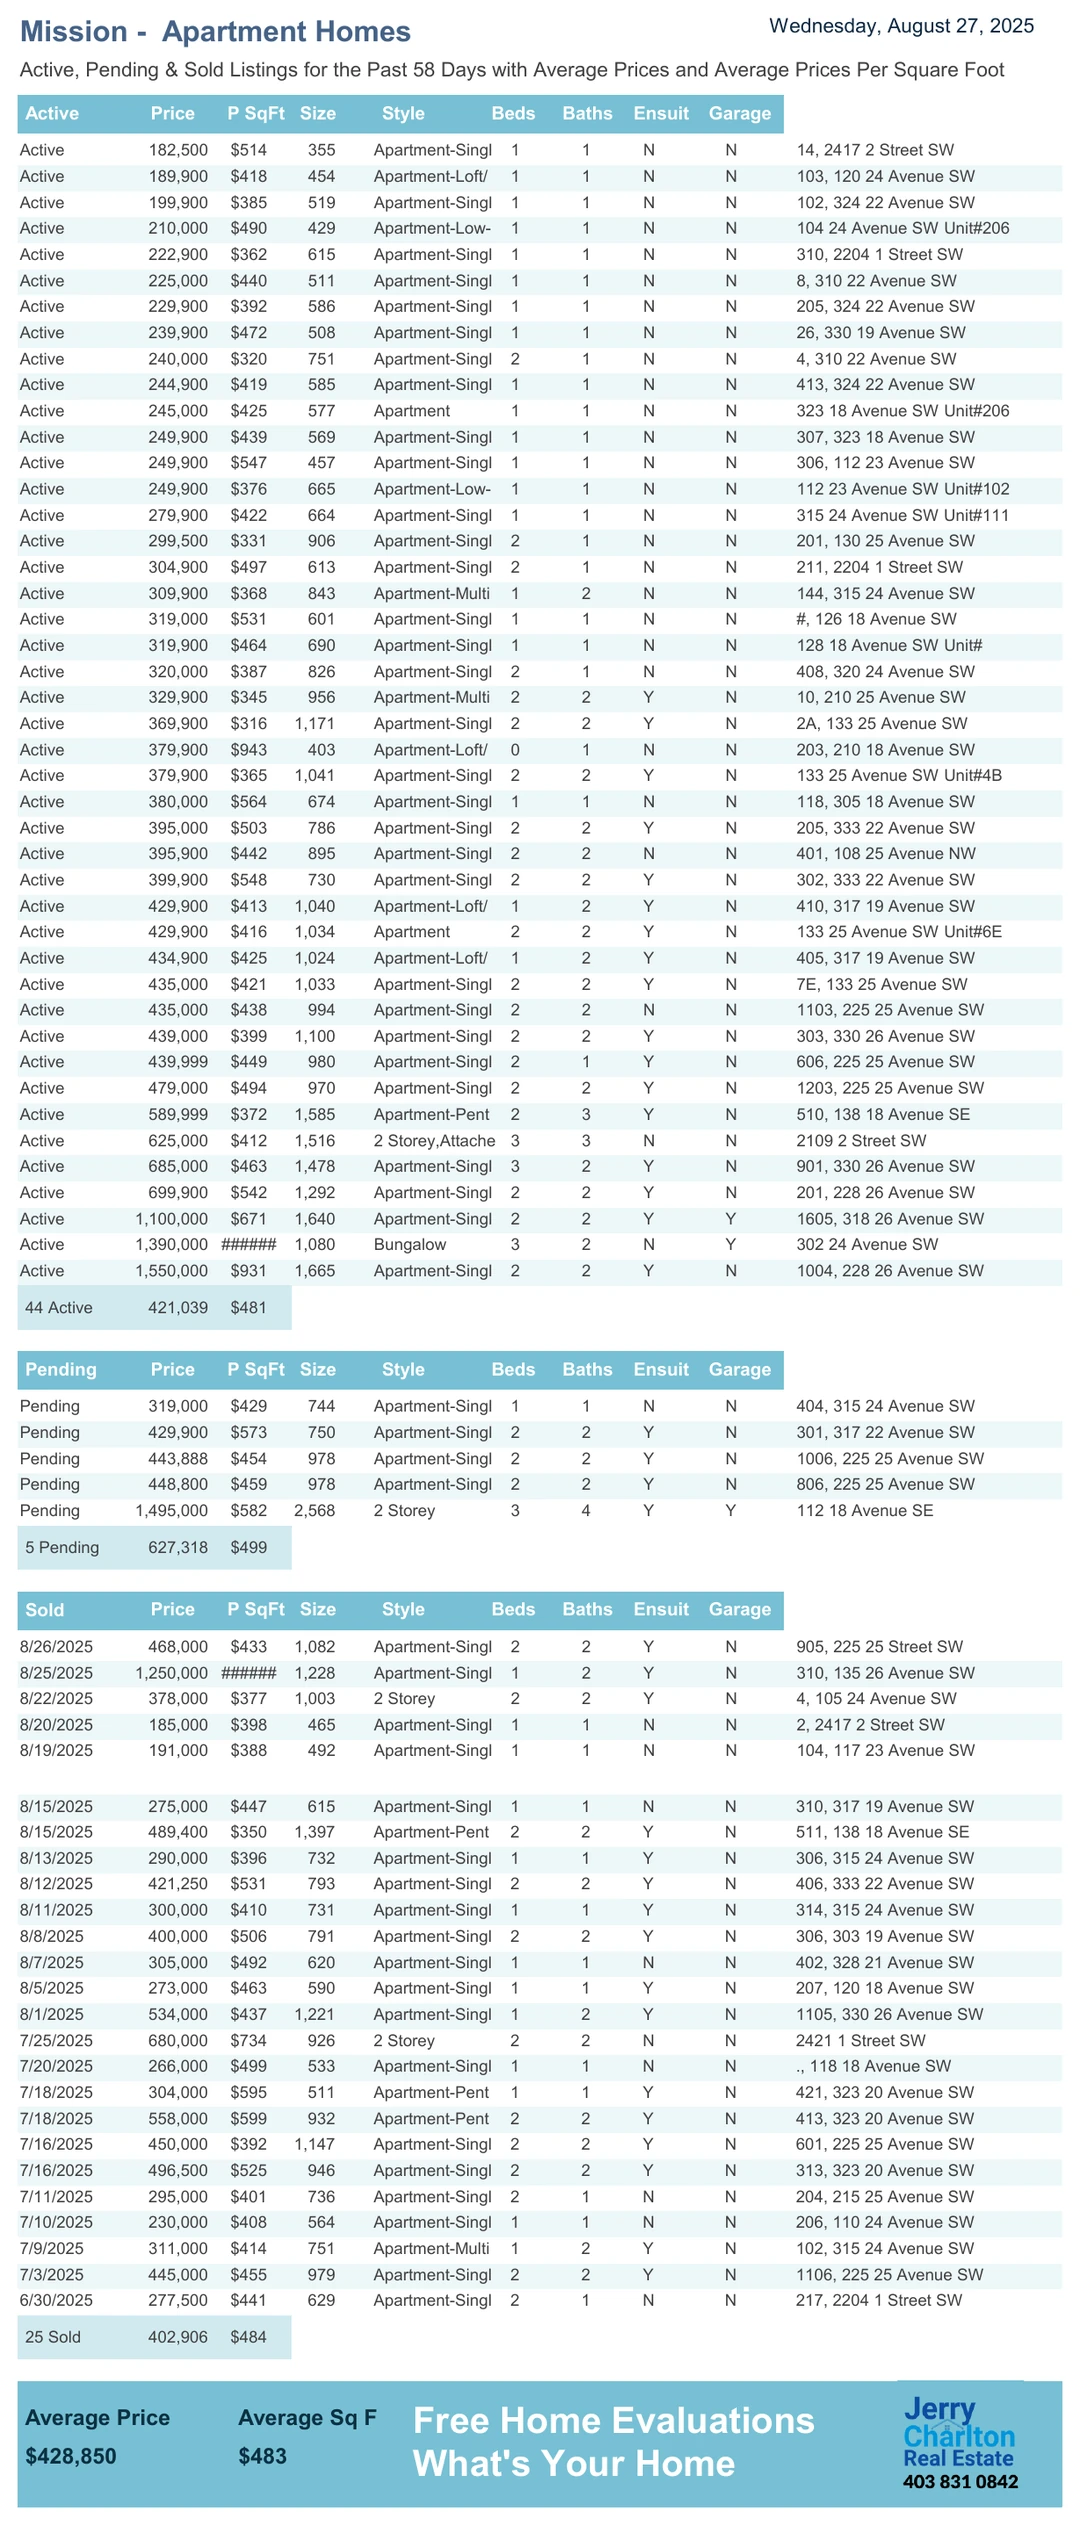 Mission -  Apartment Homes
Wednesday, August 27, 2025
Active, Pending & Sold Listings for the Past 58 Days with Average Prices and Average Prices Per Square Foot
Active Price P SqFt Size Style Beds Baths Ensuit Garage
Active 182,500 $514 355 Apartment-Singl 1 1 N N 14, 2417 2 Street SW
Active 189,900 $418 454 Apartment-Loft/ 1 1 N N 103, 120 24 Avenue SW
Active 199,900 $385 519 Apartment-Singl 1 1 N N 102, 324 22 Avenue SW
Active 210,000 $490 429 Apartment-Low- 1 1 N N 104 24 Avenue SW Unit#206
Active 222,900 $362 615 Apartment-Singl 1 1 N N 310, 2204 1 Street SW
Active 225,000 $440 511 Apartment-Singl 1 1 N N 8, 310 22 Avenue SW
Active 229,900 $392 586 Apartment-Singl 1 1 N N 205, 324 22 Avenue SW
Active 239,900 $472 508 Apartment-Singl 1 1 N N 26, 330 19 Avenue SW
Active 240,000 $320 751 Apartment-Singl 2 1 N N 4, 310 22 Avenue SW
Active 244,900 $419 585 Apartment-Singl 1 1 N N 413, 324 22 Avenue SW
Active 245,000 $425 577 Apartment 1 1 N N 323 18 Avenue SW Unit#206
Active 249,900 $439 569 Apartment-Singl 1 1 N N 307, 323 18 Avenue SW
Active 249,900 $547 457 Apartment-Singl 1 1 N N 306, 112 23 Avenue SW
Active 249,900 $376 665 Apartment-Low- 1 1 N N 112 23 Avenue SW Unit#102
Active 279,900 $422 664 Apartment-Singl 1 1 N N 315 24 Avenue SW Unit#111
Active 299,500 $331 906 Apartment-Singl 2 1 N N 201, 130 25 Avenue SW
Active 304,900 $497 613 Apartment-Singl 2 1 N N 211, 2204 1 Street SW
Active 309,900 $368 843 Apartment-Multi 1 2 N N 144, 315 24 Avenue SW
Active 319,000 $531 601 Apartment-Singl 1 1 N N #, 126 18 Avenue SW
Active 319,900 $464 690 Apartment-Singl 1 1 N N 128 18 Avenue SW Unit#
Active 320,000 $387 826 Apartment-Singl 2 1 N N 408, 320 24 Avenue SW
Active 329,900 $345 956 Apartment-Multi 2 2 Y N 10, 210 25 Avenue SW
Active 369,900 $316 1,171 Apartment-Singl 2 2 Y N 2A, 133 25 Avenue SW
Active 379,900 $943 403 Apartment-Loft/ 0 1 N N 203, 210 18 Avenue SW
Active 379,900 $365 1,041 Apartment-Singl 2 2 Y N 133 25 Avenue SW Unit#4B
Active 380,000 $564 674 Apartment-Singl 1 1 N N 118, 305 18 Avenue SW
Active 395,000 $503 786 Apartment-Singl 2 2 Y N 205, 333 22 Avenue SW
Active 395,900 $442 895 Apartment-Singl 2 2 N N 401, 108 25 Avenue NW
Active 399,900 $548 730 Apartment-Singl 2 2 Y N 302, 333 22 Avenue SW
Active 429,900 $413 1,040 Apartment-Loft/ 1 2 Y N 410, 317 19 Avenue SW
Active 429,900 $416 1,034 Apartment 2 2 Y N 133 25 Avenue SW Unit#6E
Active 434,900 $425 1,024 Apartment-Loft/ 1 2 Y N 405, 317 19 Avenue SW
Active 435,000 $421 1,033 Apartment-Singl 2 2 Y N 7E, 133 25 Avenue SW
Active 435,000 $438 994 Apartment-Singl 2 2 N N 1103, 225 25 Avenue SW
Active 439,000 $399 1,100 Apartment-Singl 2 2 Y N 303, 330 26 Avenue SW
Active 439,999 $449 980 Apartment-Singl 2 1 Y N 606, 225 25 Avenue SW
Active 479,000 $494 970 Apartment-Singl 2 2 Y N 1203, 225 25 Avenue SW
Active 589,999 $372 1,585 Apartment-Pent 2 3 Y N 510, 138 18 Avenue SE
Active 625,000 $412 1,516 2 Storey,Attache 3 3 N N 2109 2 Street SW
Active 685,000 $463 1,478 Apartment-Singl 3 2 Y N 901, 330 26 Avenue SW
Active 699,900 $542 1,292 Apartment-Singl 2 2 Y N 201, 228 26 Avenue SW
Active 1,100,000 $671 1,640 Apartment-Singl 2 2 Y Y 1605, 318 26 Avenue SW
Active 1,390,000 ###### 1,080 Bungalow 3 2 N Y 302 24 Avenue SW
Active 1,550,000 $931 1,665 Apartment-Singl 2 2 Y N 1004, 228 26 Avenue SW
44 Active 421,039 $481
Pending Price P SqFt Size Style Beds Baths Ensuit Garage
Pending 319,000 $429 744 Apartment-Singl 1 1 N N 404, 315 24 Avenue SW
Pending 429,900 $573 750 Apartment-Singl 2 2 Y N 301, 317 22 Avenue SW
Pending 443,888 $454 978 Apartment-Singl 2 2 Y N 1006, 225 25 Avenue SW
Pending 448,800 $459 978 Apartment-Singl 2 2 Y N 806, 225 25 Avenue SW
Pending 1,495,000 $582 2,568 2 Storey 3 4 Y Y 112 18 Avenue SE
5 Pending 627,318 $499
Sold Price P SqFt Size Style Beds Baths Ensuit Garage
8/26/2025 468,000 $433 1,082 Apartment-Singl 2 2 Y N 905, 225 25 Street SW
8/25/2025 1,250,000 ###### 1,228 Apartment-Singl 1 2 Y N 310, 135 26 Avenue SW
8/22/2025 378,000 $377 1,003 2 Storey 2 2 Y N 4, 105 24 Avenue SW
8/20/2025 185,000 $398 465 Apartment-Singl 1 1 N N 2, 2417 2 Street SW
8/19/2025 191,000 $388 492 Apartment-Singl 1 1 N N 104, 117 23 Avenue SW
8/15/2025 275,000 $447 615 Apartment-Singl 1 1 N N 310, 317 19 Avenue SW
8/15/2025 489,400 $350 1,397 Apartment-Pent 2 2 Y N 511, 138 18 Avenue SE
8/13/2025 290,000 $396 732 Apartment-Singl 1 1 Y N 306, 315 24 Avenue SW
8/12/2025 421,250 $531 793 Apartment-Singl 2 2 Y N 406, 333 22 Avenue SW
8/11/2025 300,000 $410 731 Apartment-Singl 1 1 Y N 314, 315 24 Avenue SW
8/8/2025 400,000 $506 791 Apartment-Singl 2 2 Y N 306, 303 19 Avenue SW
8/7/2025 305,000 $492 620 Apartment-Singl 1 1 N N 402, 328 21 Avenue SW
8/5/2025 273,000 $463 590 Apartment-Singl 1 1 Y N 207, 120 18 Avenue SW
8/1/2025 534,000 $437 1,221 Apartment-Singl 1 2 Y N 1105, 330 26 Avenue SW
7/25/2025 680,000 $734 926 2 Storey 2 2 N N 2421 1 Street SW
7/20/2025 266,000 $499 533 Apartment-Singl 1 1 N N ., 118 18 Avenue SW
7/18/2025 304,000 $595 511 Apartment-Pent 1 1 Y N 421, 323 20 Avenue SW
7/18/2025 558,000 $599 932 Apartment-Pent 2 2 Y N 413, 323 20 Avenue SW
7/16/2025 450,000 $392 1,147 Apartment-Singl 2 2 Y N 601, 225 25 Avenue SW
7/16/2025 496,500 $525 946 Apartment-Singl 2 2 Y N 313, 323 20 Avenue SW
7/11/2025 295,000 $401 736 Apartment-Singl 2 1 N N 204, 215 25 Avenue SW
7/10/2025 230,000 $408 564 Apartment-Singl 1 1 N N 206, 110 24 Avenue SW
7/9/2025 311,000 $414 751 Apartment-Multi 1 2 Y N 102, 315 24 Avenue SW
7/3/2025 445,000 $455 979 Apartment-Singl 2 2 Y N 1106, 225 25 Avenue SW
6/30/2025 277,500 $441 629 Apartment-Singl 2 1 N N 217, 2204 1 Street SW
25 Sold 402,906 $484
Average Price Average Sq F
$428,850 $483
Free Home Evaluations
What's Your Home
Jerry
Charlton
Real Estate
403 831 0842